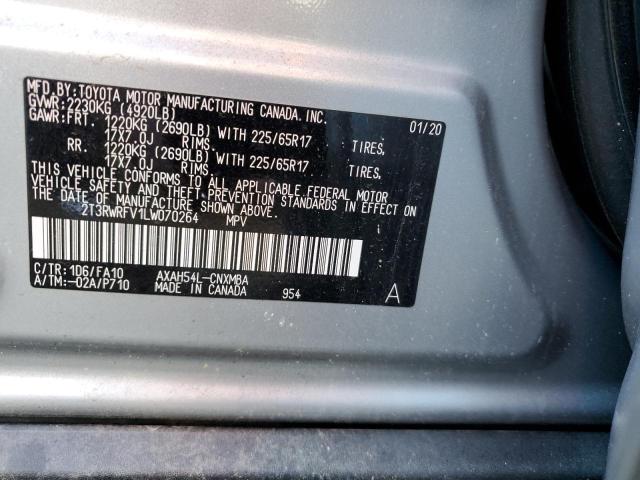 MFD.BY:TOYOTA MOTOR MANUFACTURING CANADA.INC.
GVWR:2230KG (4920LB) 01/20
GAWR:FRT. 1220KG (2690LB) WITH 225/65R17 TIRES,
17X7.0J RIMS.
RR. 1220KG (2690LB) WITH 225/65R17 TIRES,
17X7.0J RIMS.
THIS VEHICLE CONFORMS TO ALL APPLICABLE FEDERAL MOTOR
VEHICLE SAFETY AND THEFT PREVENTION STANDARDS IN EFFECT ON
THE DATE OF MANUFACTURE SHOWN ABOVE.
2T3RWRFV1LW070264 MPV
C/TR:1D6/FA10 AXAH54L-CNXMBA
A/TM:-02A/P710 MADE IN CANADA 954 A